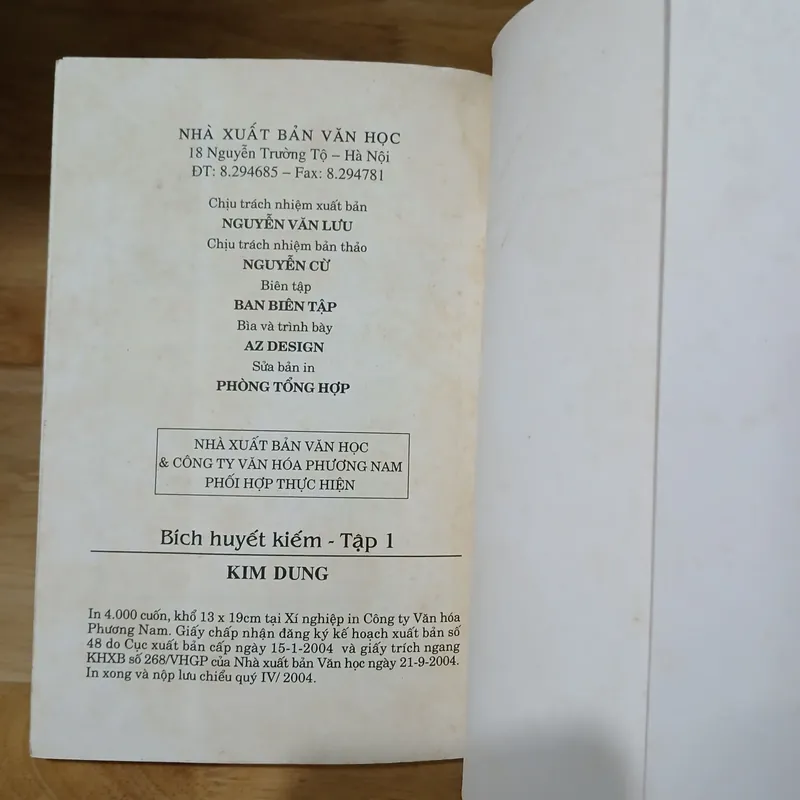 NHÀ XUẤT BẢN VĂN HỌC
18 Nguyễn Trường Tộ – Hà Nội
ĐT: 8.294685 – Fax: 8.294781
Chịu trách nhiệm xuất bản
NGUYỄN VĂN LƯU
Chịu trách nhiệm bản thảo
NGUYỄN CỪ
Biên tập
BAN BIÊN TẬP
Bìa và trình bày
AZ DESIGN
Sửa bản in
PHÒNG TỔNG HỢP
NHÀ XUẤT BẢN VĂN HỌC
& CÔNG TY VĂN HÓA PHƯƠNG NAM
PHỐI HỢP THỰC HIỆN
Bích huyết kiếm - Tập 1
KIM DUNG
In 4.000 cuốn, khổ 13 x 19cm tại Xí nghiệp in Công ty Văn hóa
Phương Nam. Giấy chấp nhận đăng ký kế hoạch xuất bản số
48 do Cục xuất bản cấp ngày 15-1-2004 và giấy trích ngang
KHXB số 268/VHGP của Nhà xuất bản Văn học ngày 21-9-2004.
In xong và nộp lưu chiểu quý IV/ 2004.